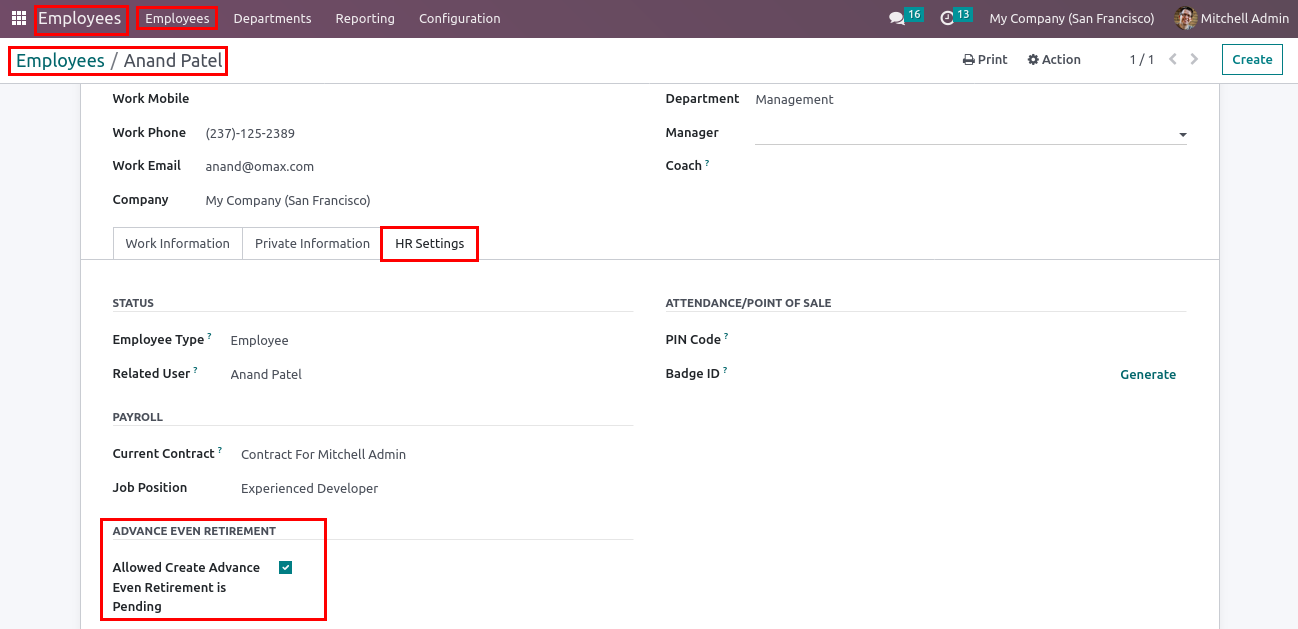 Employees Employees Departments Reporting Configuration 16 13 My Company (San Francisco) Mitchell Admin
Employees / Anand Patel Print Action 1 / 1 Create
Work Mobile Department Management
Work Phone (237)-125-2389 Manager
Work Email anand@omax.com Coach ?
Company My Company (San Francisco)
Work Information Private Information HR Settings
STATUS ATTENDANCE/POINT OF SALE
Employee Type ? Employee PIN Code ?
Related User ? Anand Patel Badge ID ? Generate
PAYROLL
Current Contract ? Contract For Mitchell Admin
Job Position Experienced Developer
ADVANCE EVEN RETIREMENT
Allowed Create Advance
Even Retirement is
Pending